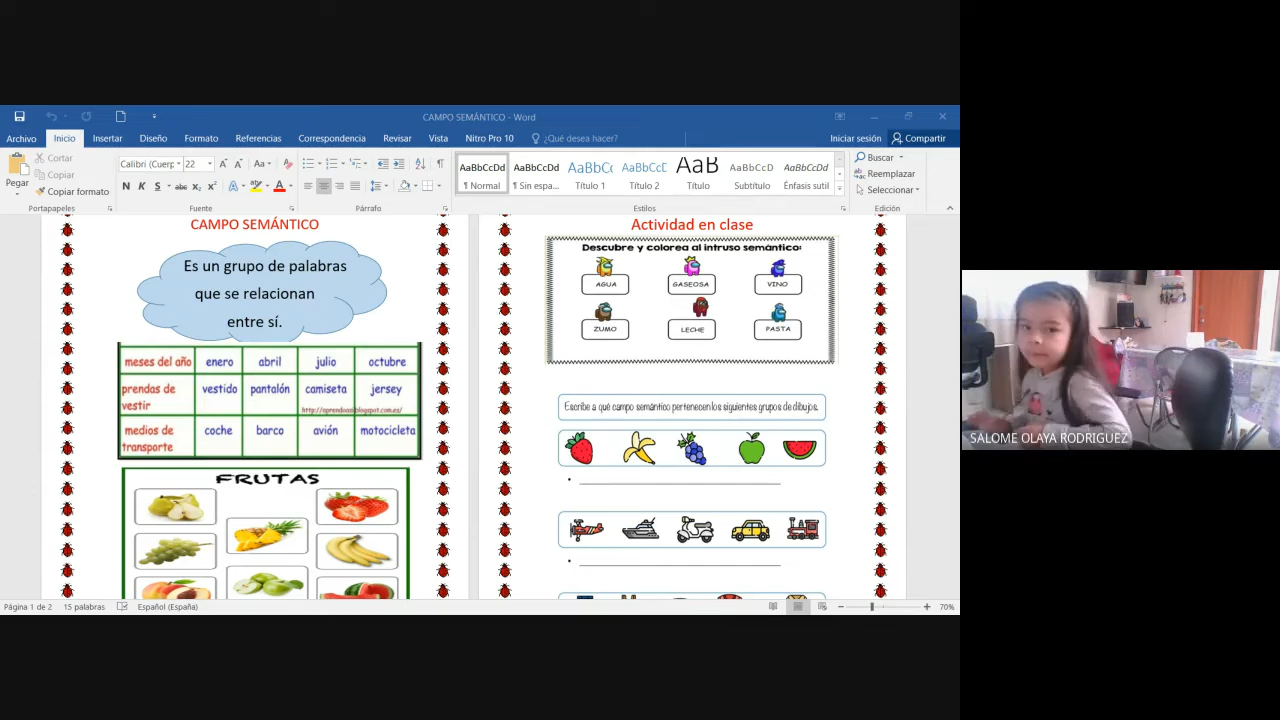 CAMPO SEMÁNTICO - Word
Archivo Inicio Insertar Diseño Formato Referencias Correspondencia Revisar Vista Nitro Pro 10 ¿Qué desea hacer? Iniciar sesión Compartir
Pegar
Cortar
Copiar
Copiar formato
Portapapeles
Calibri (Cuerp 22
Aa
N K S abc x₂ x²
A A
Fuente
Párrafo
AaBbCcDd AaBbCcDd AaBbCc AaBbCcD AaB AaBbCcD AaBbCcDd
¶ Normal ¶ Sin espa... Título 1 Título 2 Título Subtítulo Énfasis sutil
Estilos
Buscar
Reemplazar
Seleccionar
Edición
CAMPO SEMÁNTICO
Es un grupo de palabras
que se relacionan
entre sí.
meses del año enero abril julio octubre
prendas de vestir vestido pantalón camiseta jersey
medios de transporte coche barco avión motocicleta
FRUTAS
Actividad en clase
Descubre y colorea al intruso semántico:
AGUA GASEOSA VINO
ZUMO LECHE PASTA
Escribe a qué campo semántico pertenecen los siguientes grupos de dibujos.
Página 1 de 2 15 palabras Español (España) 70%
SALOME OLAYA RODRIGUEZ